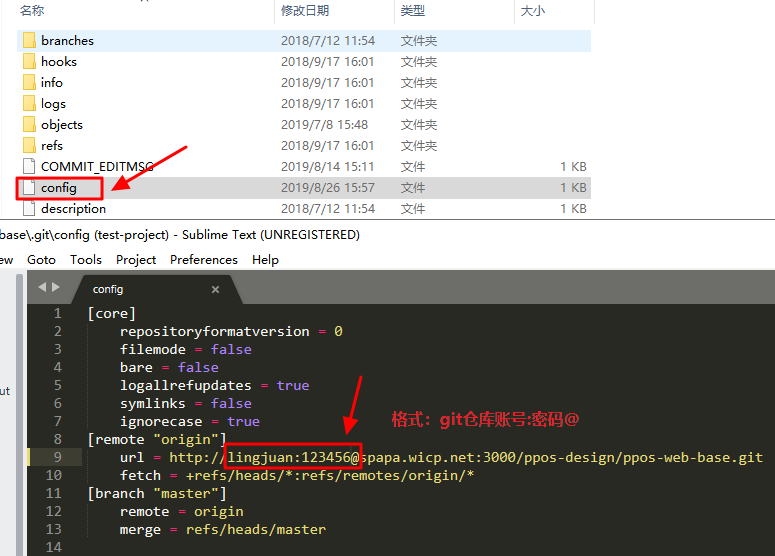 名称 修改日期 类型 大小
branches 2018/7/12 11:54 文件夹
hooks 2018/9/17 16:01 文件夹
info 2018/9/17 16:01 文件夹
logs 2018/9/17 16:01 文件夹
objects 2019/7/8 15:48 文件夹
refs 2018/9/17 16:01 文件夹
COMMIT_EDITMSG 2019/8/14 15:11 文件 1 KB
config 2019/8/26 15:57 文件 1 KB
description 2018/7/12 11:54 文件 1 KB
base\.git\config (test-project) - Sublime Text (UNREGISTERED)
ew Goto Tools Project Preferences Help
config ×
1 [core]
2 repositoryformatversion = 0
3 filemode = false
4 bare = false
5 logallrefupdates = true
ut
6 symlinks = false
7 ignorecase = true
格式：git仓库账号:密码@
8 [remote "origin"]
9 url = http://lingjuan:123456@spapa.wicp.net:3000/ppos-design/ppos-web-base.git
10 fetch = +refs/heads/*:refs/remotes/origin/*
11 [branch "master"]
12 remote = origin
13 merge = refs/heads/master
14